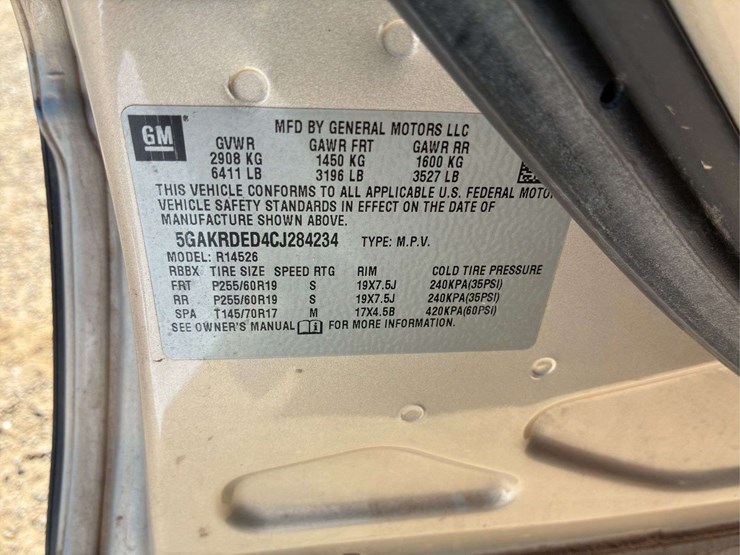 GM
MFD BY GENERAL MOTORS LLC
GVWR GAWR FRT GAWR RR
2908 KG 1450 KG 1600 KG
6411 LB 3196 LB 3527 LB
THIS VEHICLE CONFORMS TO ALL APPLICABLE U.S. FEDERAL MOTO
VEHICLE SAFETY STANDARDS IN EFFECT ON THE DATE OF
MANUFACTURE SHOWN ABOVE.
5GAKRDED4CJ284234 TYPE: M.P.V.
MODEL: R14526
RBBX TIRE SIZE SPEED RTG RIM COLD TIRE PRESSURE
FRT P255/60R19 S 19X7.5J 240KPA(35PSI)
RR P255/60R19 S 19X7.5J 240KPA(35PSI)
SPA T145/70R17 M 17X4.5B 420KPA(60PSI)
SEE OWNER'S MANUAL i FOR MORE INFORMATION.